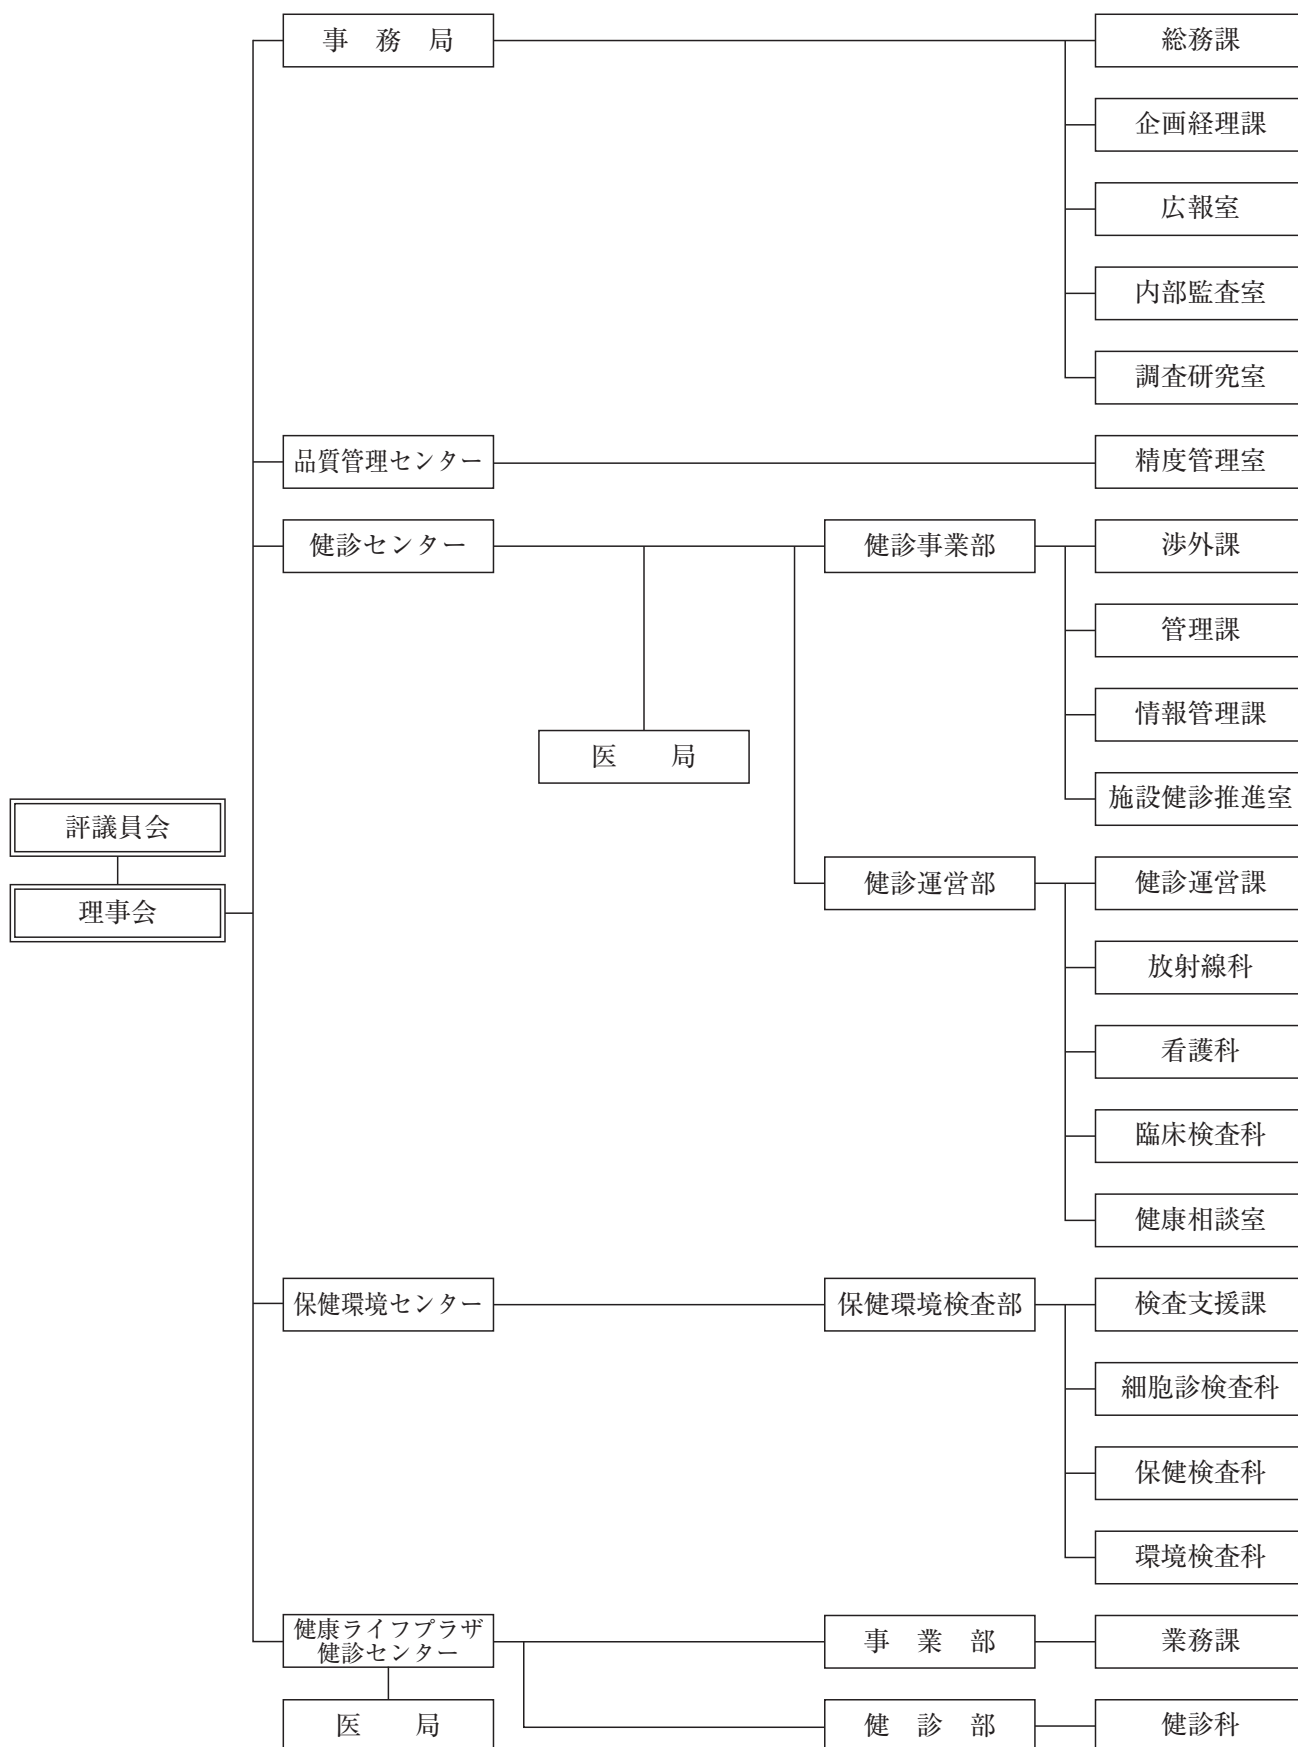 事　務　局
総務課
企画経理課
広報室
内部監査室
調査研究室
品質管理センター
精度管理室
健診センター
健診事業部
渉外課
管理課
情報管理課
医　　局
施設健診推進室
評議員会
理事会
健診運営部
健診運営課
放射線科
看護科
臨床検査科
健康相談室
保健環境センター
保健環境検査部
検査支援課
細胞診検査科
保健検査科
環境検査科
健康ライフプラザ
健診センター
事　業　部
業務課
医　　局
健　診　部
健診科